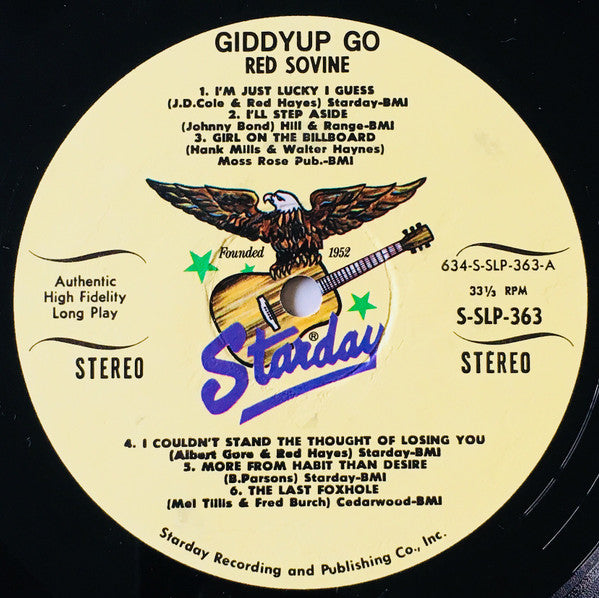 GIDDYUP GO
RED SOVINE
1. I'M JUST LUCKY I GUESS
(J.D.Cole & Red Hayes) Starday-BMI
2. I'LL STEP ASIDE
(Johnny Bond) Hill & Range-BMI
3. GIRL ON THE BILLBOARD
(Hank Mills & Walter Haynes)
Moss Rose Pub.-BMI
Founded 1952
Authentic
High Fidelity
Long Play
STEREO
634-S-SLP-363-A
33⅓ RPM
S-SLP-363
STEREO
Starday®
4. I COULDN'T STAND THE THOUGHT OF LOSING YOU
(Albert Gore & Red Hayes) Starday-BMI
5. MORE FROM HABIT THAN DESIRE
(B.Parsons) Starday-BMI
6. THE LAST FOXHOLE
(Mel Tillis & Fred Burch) Cedarwood-BMI
Starday Recording and Publishing Co., Inc.